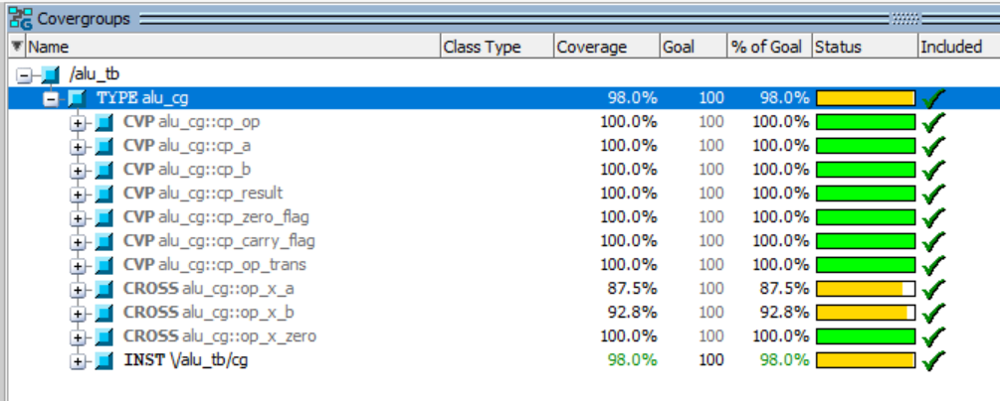 Covergroups
Name Class Type Coverage Goal % of Goal Status Included
/alu_tb
TYPE alu_cg 98.0% 100 98.0%
CVP alu_cg::cp_op 100.0% 100 100.0%
CVP alu_cg::cp_a 100.0% 100 100.0%
CVP alu_cg::cp_b 100.0% 100 100.0%
CVP alu_cg::cp_result 100.0% 100 100.0%
CVP alu_cg::cp_zero_flag 100.0% 100 100.0%
CVP alu_cg::cp_carry_flag 100.0% 100 100.0%
CVP alu_cg::cp_op_trans 100.0% 100 100.0%
CROSS alu_cg::op_x_a 87.5% 100 87.5%
CROSS alu_cg::op_x_b 92.8% 100 92.8%
CROSS alu_cg::op_x_zero 100.0% 100 100.0%
INST \/alu_tb/cg 98.0% 100 98.0%